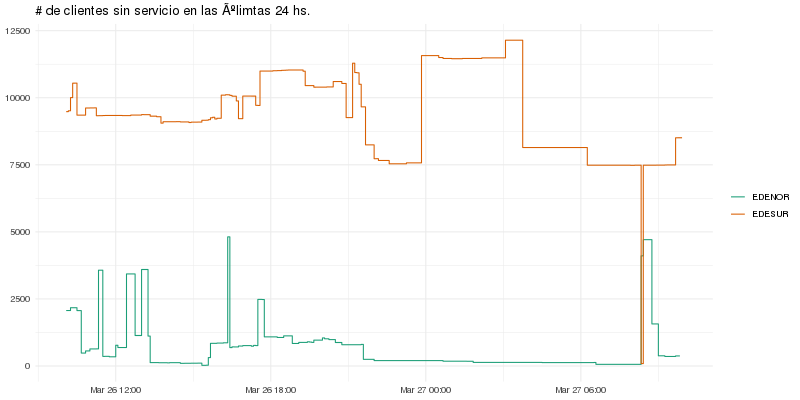 # de clientes sin servicio en las Ãºlimtas 24 hs.
12500
10000
7500
5000
2500
0
EDENOR
EDESUR
Mar 26 12:00
Mar 26 18:00
Mar 27 00:00
Mar 27 06:00